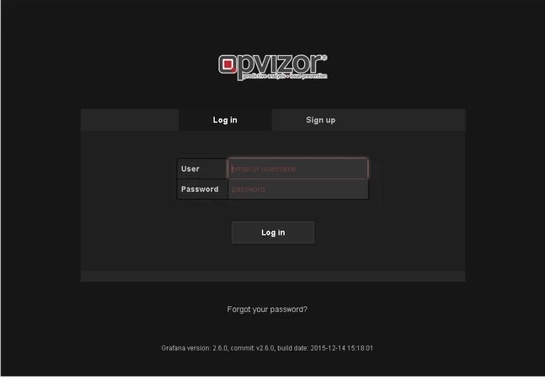 opvizor®
predictive analysis + issue prevention
Log in
Sign up
User
email or username
Password
password
Log in
Forgot your password?
Grafana version: 2.6.0, commit: v2.6.0, build date: 2015-12-14 15:18:01